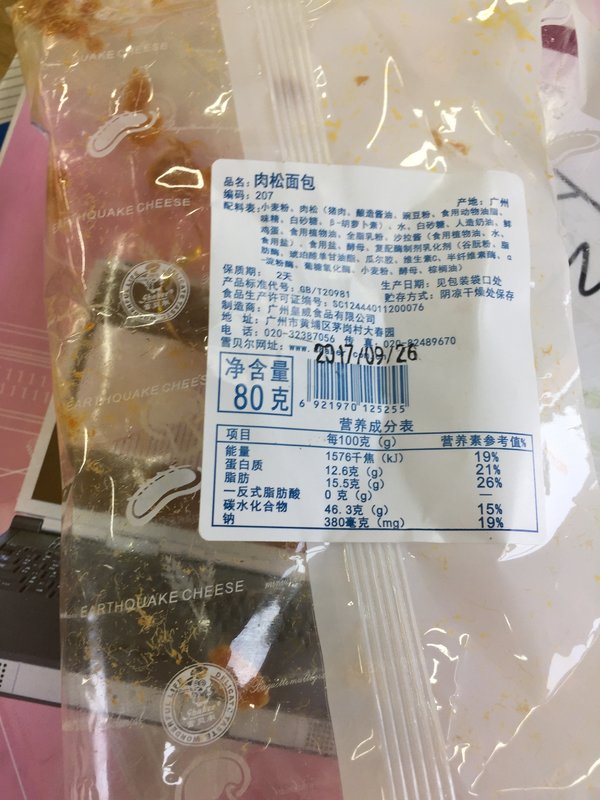 EARTHQUAKE CHEESE
EARTHQUAKE CHEESE
品名: 肉松面包
编码: 207 产地: 广州
配料表: 小麦粉、肉松(猪肉、酿造酱油、豌豆粉、食用动物油脂、
味精、白砂糖、β-胡萝卜素)、水、白砂糖、人造奶油、鲜
鸡蛋、食用植物油、全脂乳粉、沙拉酱(食用植物油、水、
食用盐)、食用盐、酵母、复配酶制剂乳化剂(谷朊粉、脂
肪酶、琥珀酸单甘油酯、瓜尔胶、维生素C、半纤维素酶、α
-淀粉酶、葡糖氧化酶、小麦粉、酵母、棕榈油)
保质期: 2天 生产日期: 见包装袋口处
产品标准代号: GB/T20981 贮存方式: 阴凉干燥处保存
食品生产许可证编号: SC12444011200076
制造商: 广州皇威食品有限公司
地 址: 广州市黄埔区茅岗村大春园
电 话: 020-32387056 传 真: 020-82489670
雪贝尔网址: www.
2017/09/26
净含量
80克
6 921970 125255
营养成分表
项目 每100克(g) 营养素参考值%
能量 1576千焦(kJ) 19%
蛋白质 12.6克(g) 21%
脂肪 15.5克(g) 26%
—反式脂肪酸 0克(g) —
碳水化合物 46.3克(g) 15%
钠 380毫克(mg) 19%
EARTHQUAKE CHEESE
EARTHQUAKE CHEESE
WONDERFUL LIFE DELICATE TASTE